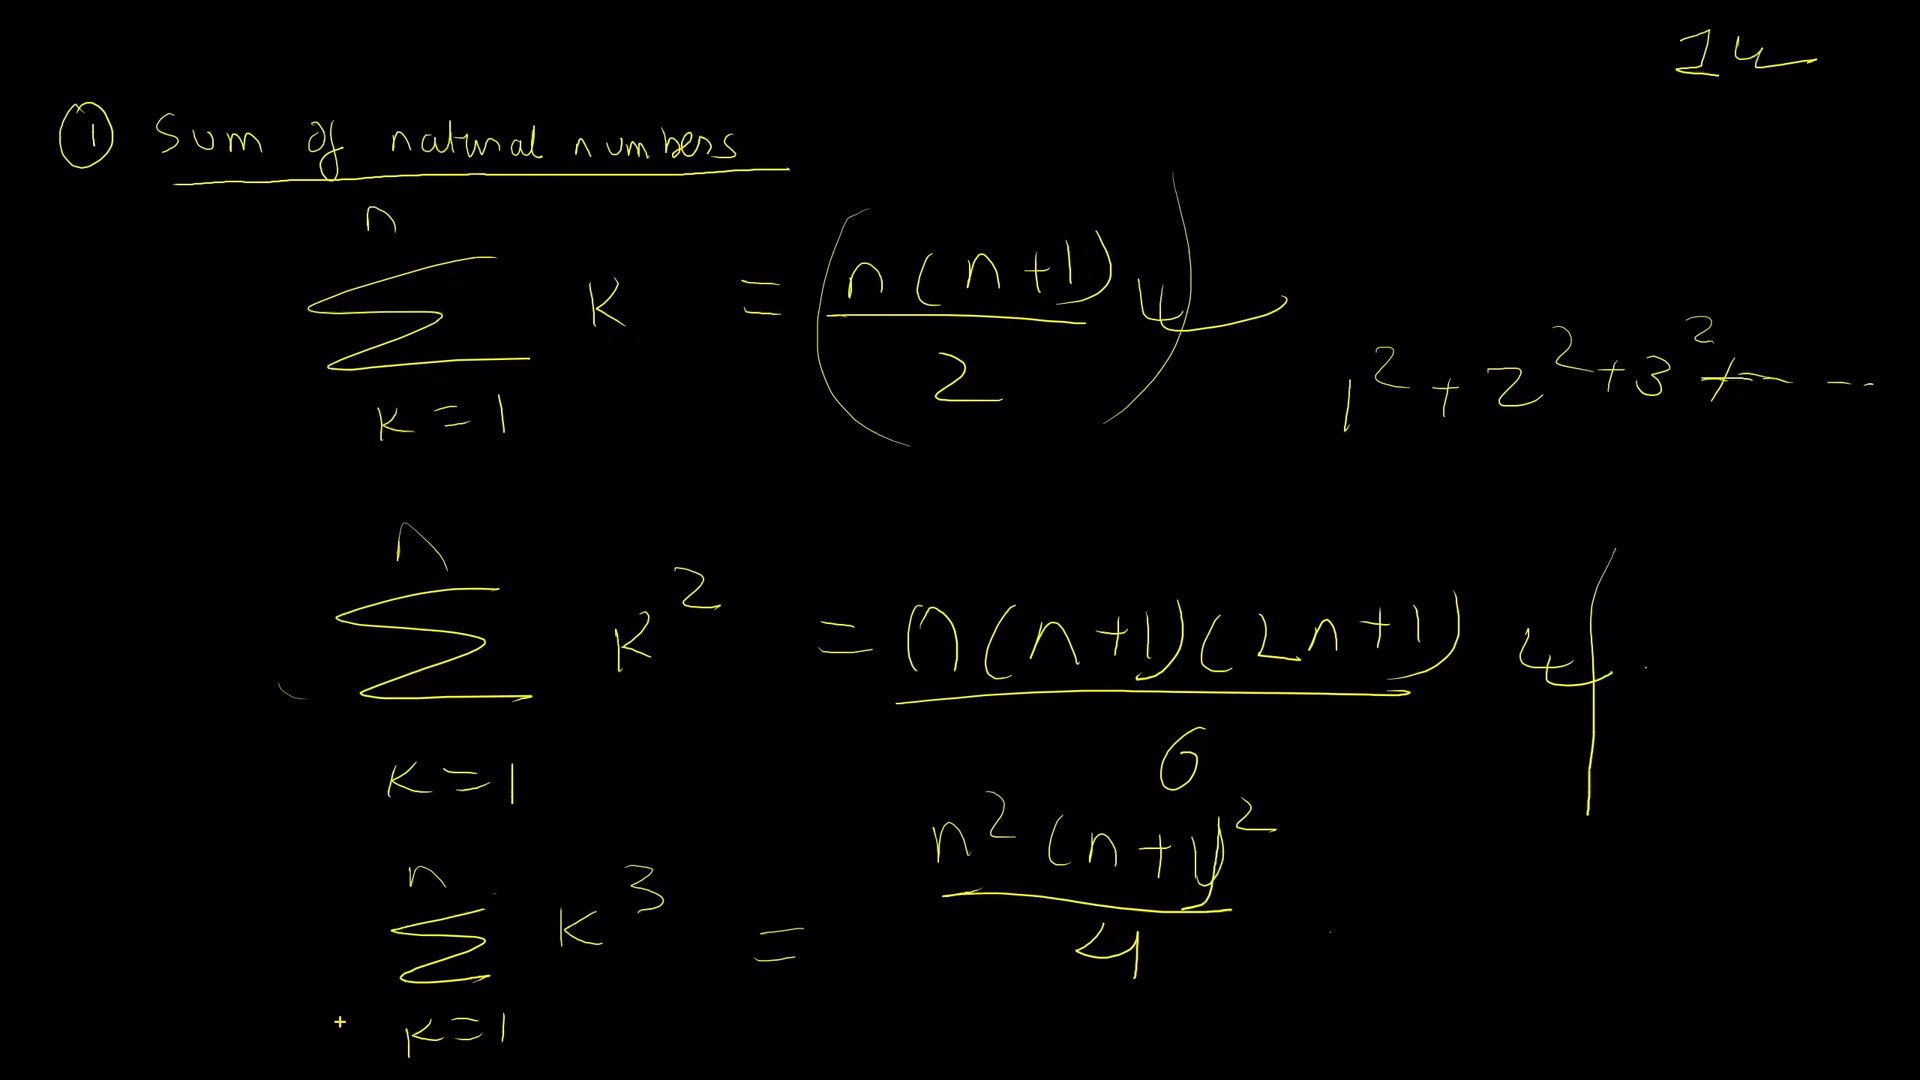 14
① Sum of natural numbers
n
∑ k = (n(n+1)/2)
k=1
1² + 2² + 3² + - - - -
n
∑ k² = n(n+1)(2n+1)/6
k=1
n
∑ k³ = n²(n+1)²/4
k=1